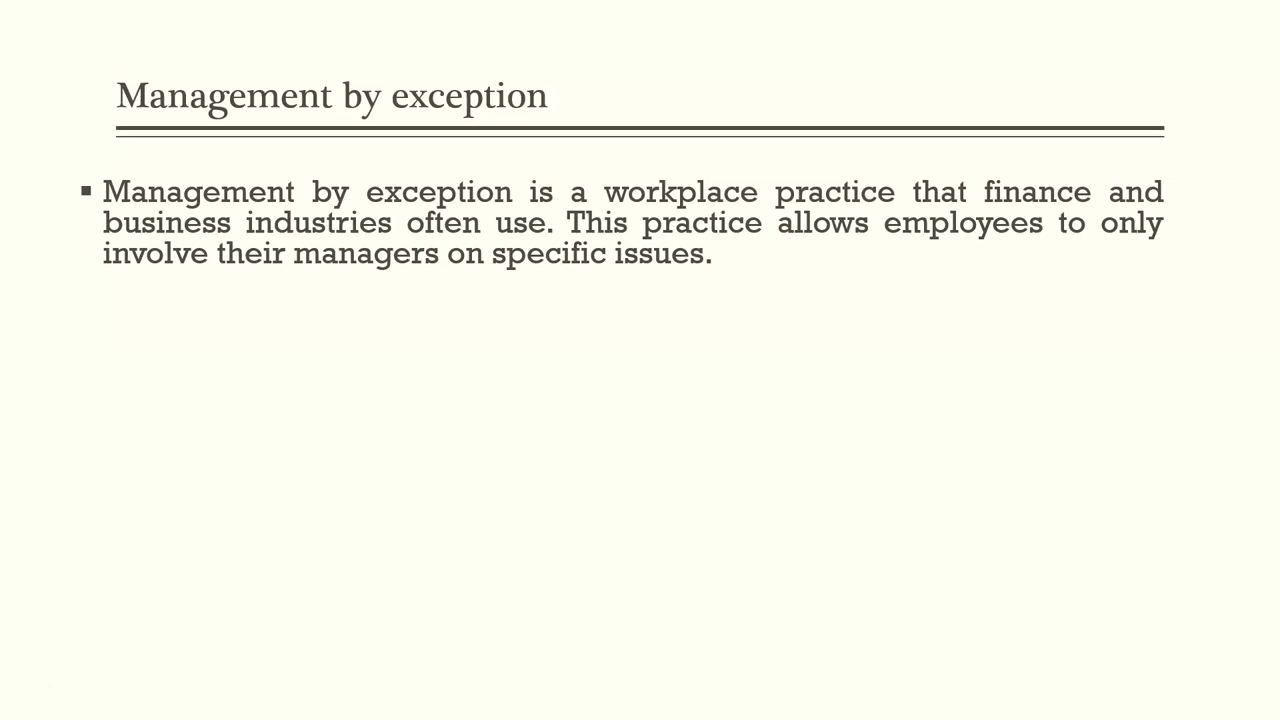 Management by exception
▪ Management by exception is a workplace practice that finance and
business industries often use. This practice allows employees to only
involve their managers on specific issues.